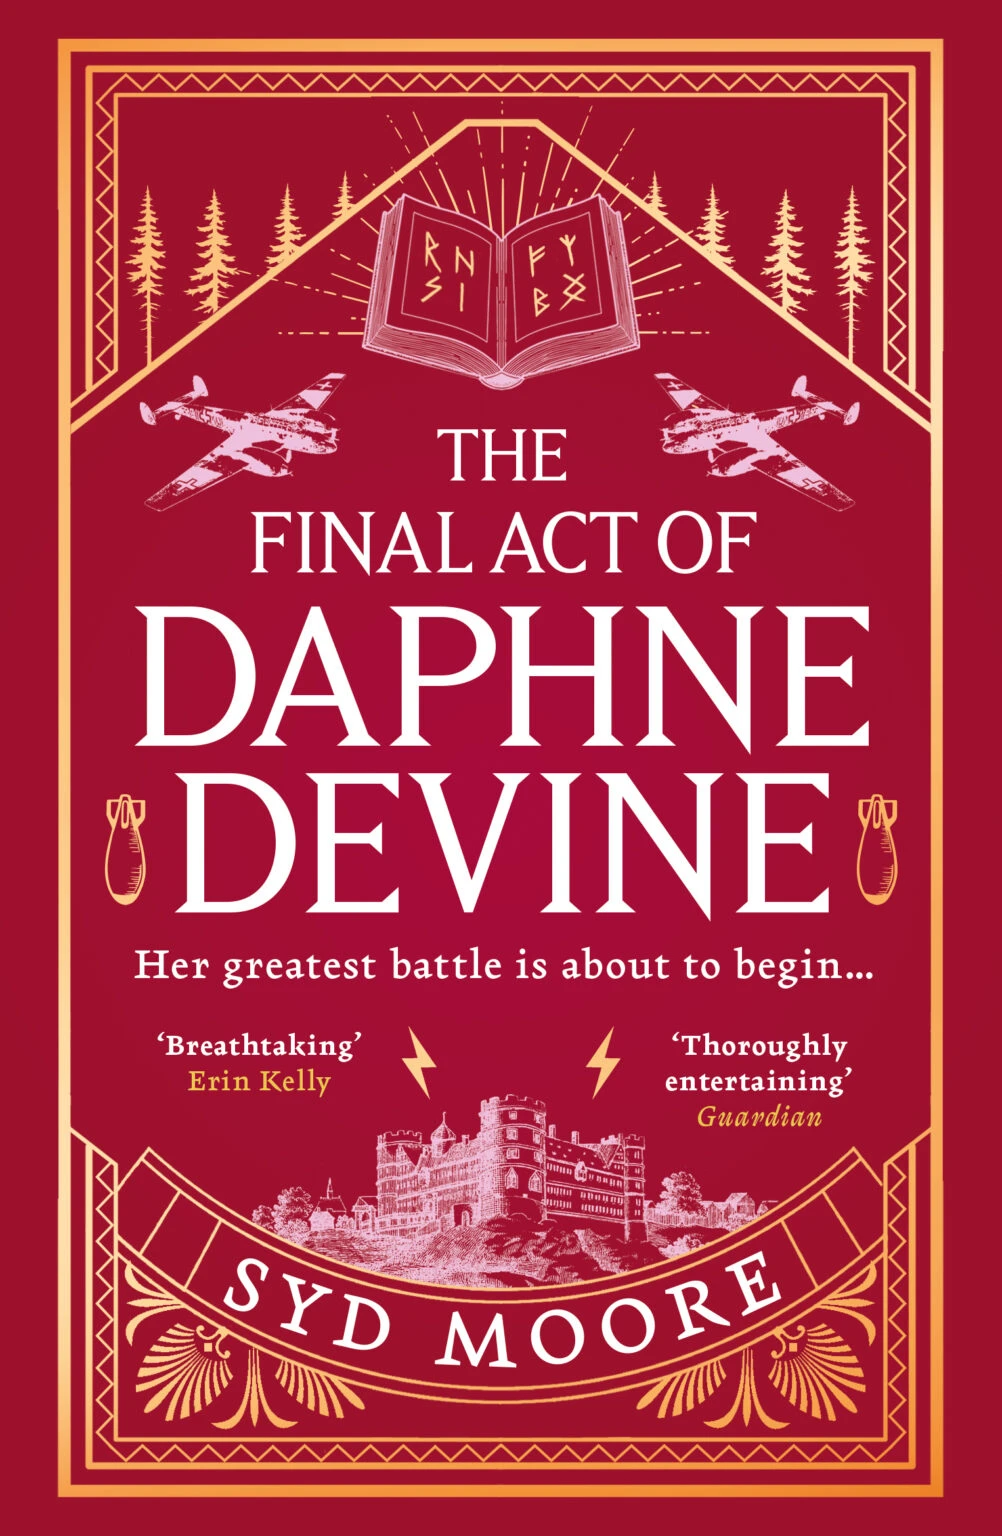 ᚱ ᚺ
ᛊ ᛁ
ᚠ ᛉ
ᛒ ᛟ
THE
FINAL ACT OF
DAPHNE
DEVINE
Her greatest battle is about to begin…
‘Breathtaking’
Erin Kelly
‘Thoroughly
entertaining’
Guardian
SYD MOORE